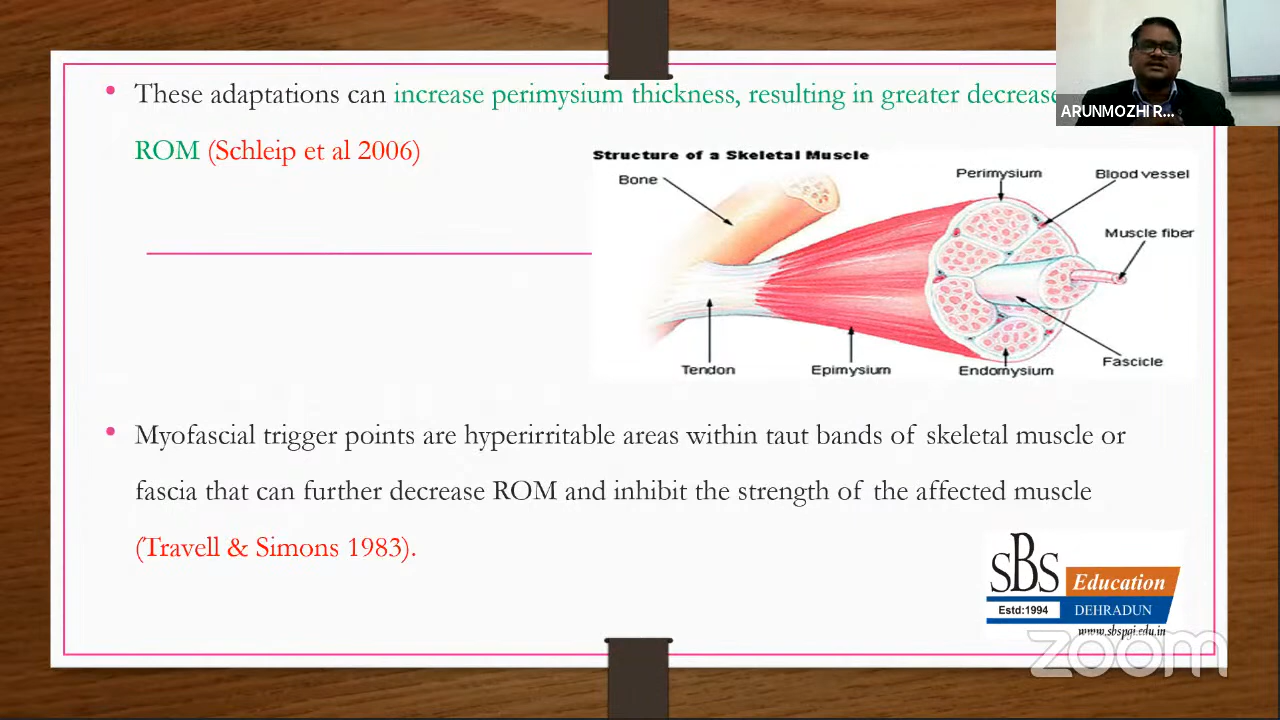 • These adaptations can increase perimysium thickness, resulting in greater decrease
ROM (Schleip et al 2006)
ARUNMOZHI R...
Structure of a Skeletal Muscle
Bone
Perimysium
Blood vessel
Muscle fiber
Tendon
Epimysium
Endomysium
Fascicle
• Myofascial trigger points are hyperirritable areas within taut bands of skeletal muscle or
fascia that can further decrease ROM and inhibit the strength of the affected muscle
(Travell & Simons 1983).
SBS Education
Estd:1994 DEHRADUN
www.sbspgi.edu.in
zoom